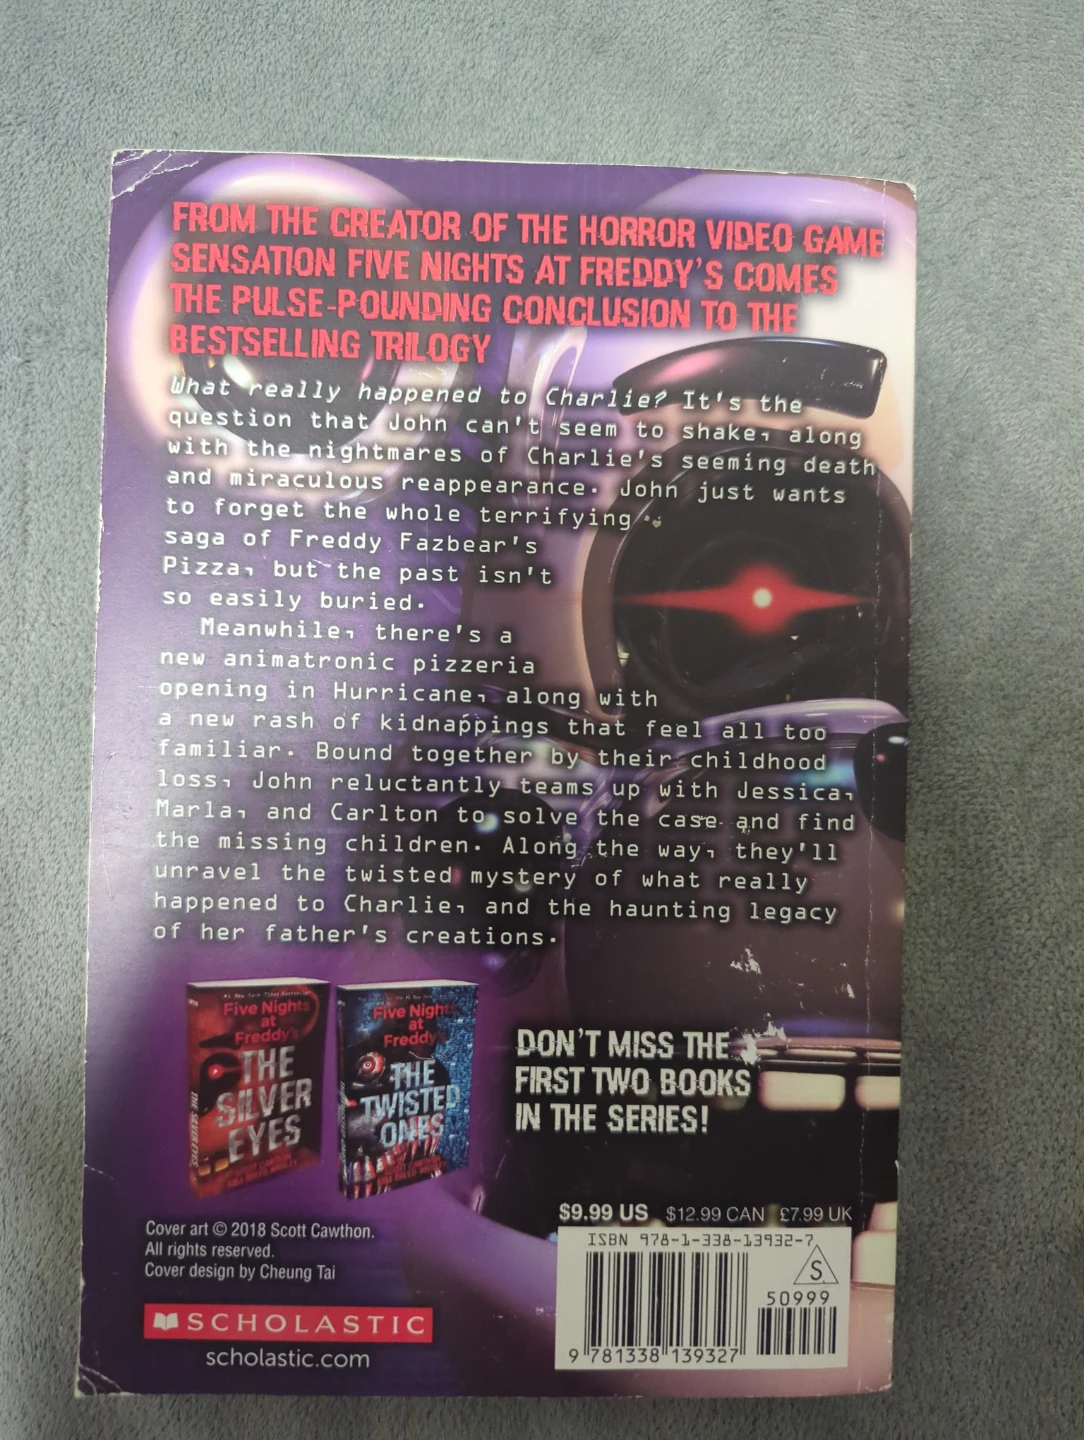 FROM THE CREATOR OF THE HORROR VIDEO GAME
SENSATION FIVE NIGHTS AT FREDDY'S COMES
THE PULSE-POUNDING CONCLUSION TO THE
BESTSELLING TRILOGY
What really happened to Charlie? It's the
question that John can't seem to shake, along
with the nightmares of Charlie's seeming death
and miraculous reappearance. John just wants
to forget the whole terrifying
saga of Freddy Fazbear's
Pizza, but the past isn't
so easily buried.
Meanwhile, there's a
new animatronic pizzeria
opening in Hurricane, along with
a new rash of kidnappings that feel all too
familiar. Bound together by their childhood
loss, John reluctantly teams up with Jessica,
Marla, and Carlton to solve the case and find
the missing children. Along the way, they'll
unravel the twisted mystery of what really
happened to Charlie, and the haunting legacy
of her father's creations.
Five Nights
at
Freddy's
THE
SILVER
EYES
THE SILVER EYES
Five Nights
at
Freddy's
THE
TWISTED
ONES
DON'T MISS THE
FIRST TWO BOOKS
IN THE SERIES!
$9.99 US $12.99 CAN £7.99 UK
Cover art © 2018 Scott Cawthon.
All rights reserved.
Cover design by Cheung Tai
SCHOLASTIC
scholastic.com
ISBN 978-1-338-13932-7
S
50999
9 781338 139327